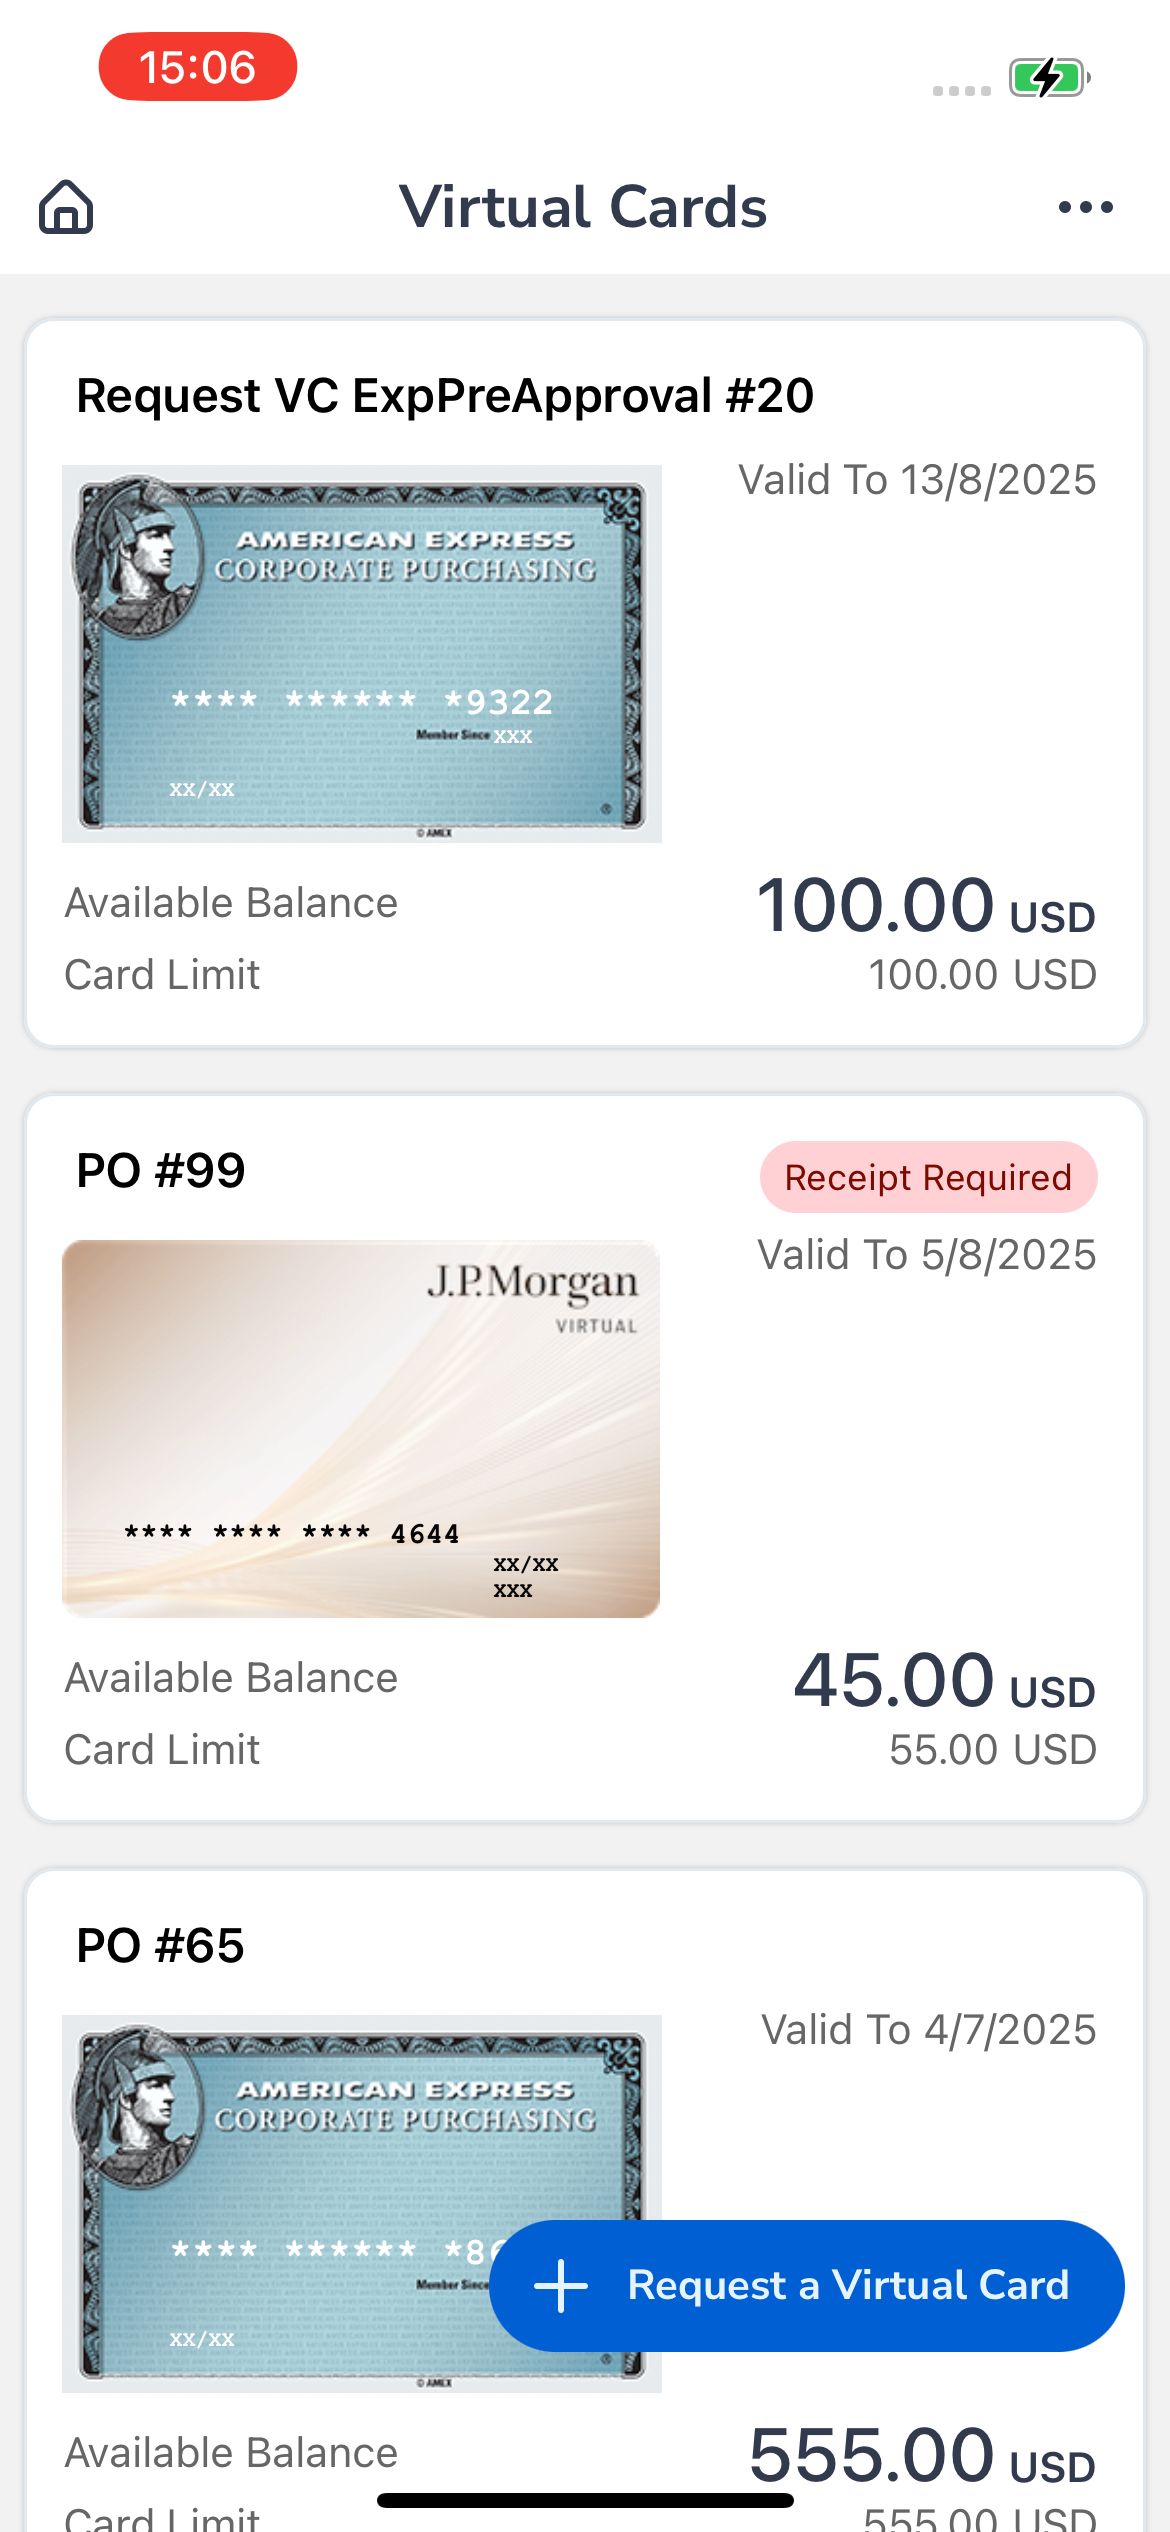 15:06
Virtual Cards
Request VC ExpPreApproval #20
Valid To 13/8/2025
AMERICAN EXPRESS
CORPORATE PURCHASING
**** ****** *9322
Member Since xxx
xx/xx
®
© AMEX
Available Balance
100.00 USD
Card Limit
100.00 USD
PO #99
Receipt Required
Valid To 5/8/2025
J.P.Morgan
VIRTUAL
**** **** **** 4644
xx/xx
xxx
Available Balance
45.00 USD
Card Limit
55.00 USD
PO #65
Valid To 4/7/2025
AMERICAN EXPRESS
CORPORATE PURCHASING
**** ****** *86
Member Since
xx/xx
®
© AMEX
Request a Virtual Card
Available Balance
555.00 USD
Card Limit
555.00 USD